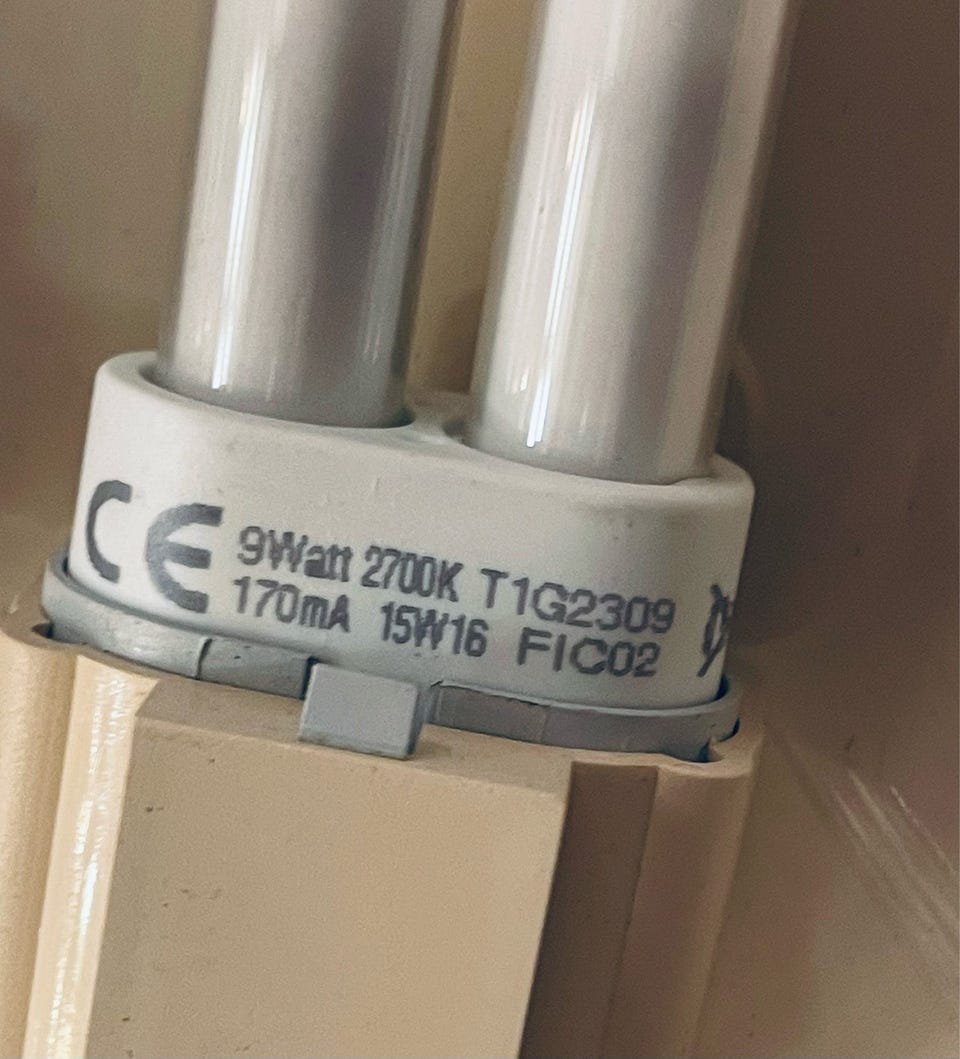 CE 9Watt 2700K T1G2309
170mA 15W16 FIC02